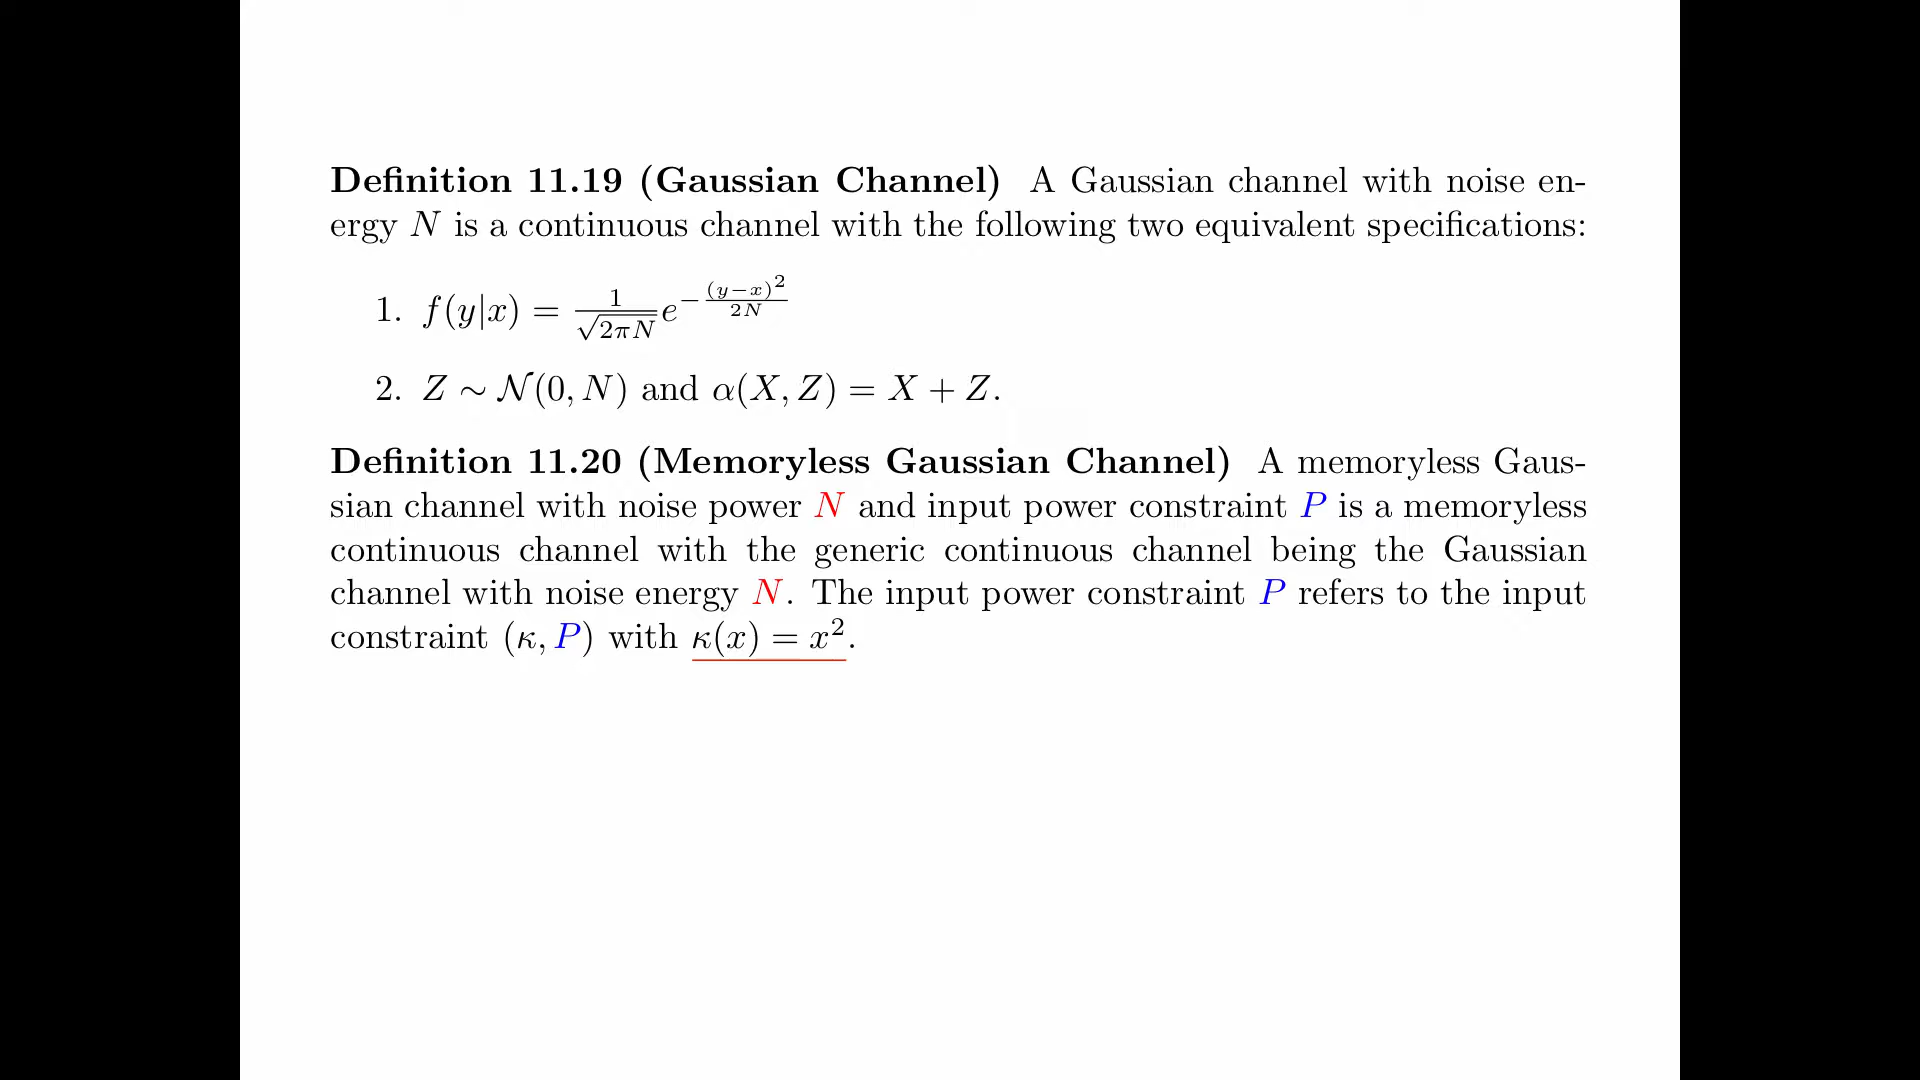 Definition 11.19 (Gaussian Channel) A Gaussian channel with noise en-
ergy N is a continuous channel with the following two equivalent specifications:
1. f(y|x) = \frac{1}{\sqrt{2πN}} e^{-\frac{(y-x)^2}{2N}}
2. Z ∼ 𝒩(0, N) and α(X, Z) = X + Z.
Definition 11.20 (Memoryless Gaussian Channel) A memoryless Gaus-
sian channel with noise power N and input power constraint P is a memoryless
continuous channel with the generic continuous channel being the Gaussian
channel with noise energy N. The input power constraint P refers to the input
constraint (κ, P) with κ(x) = x².